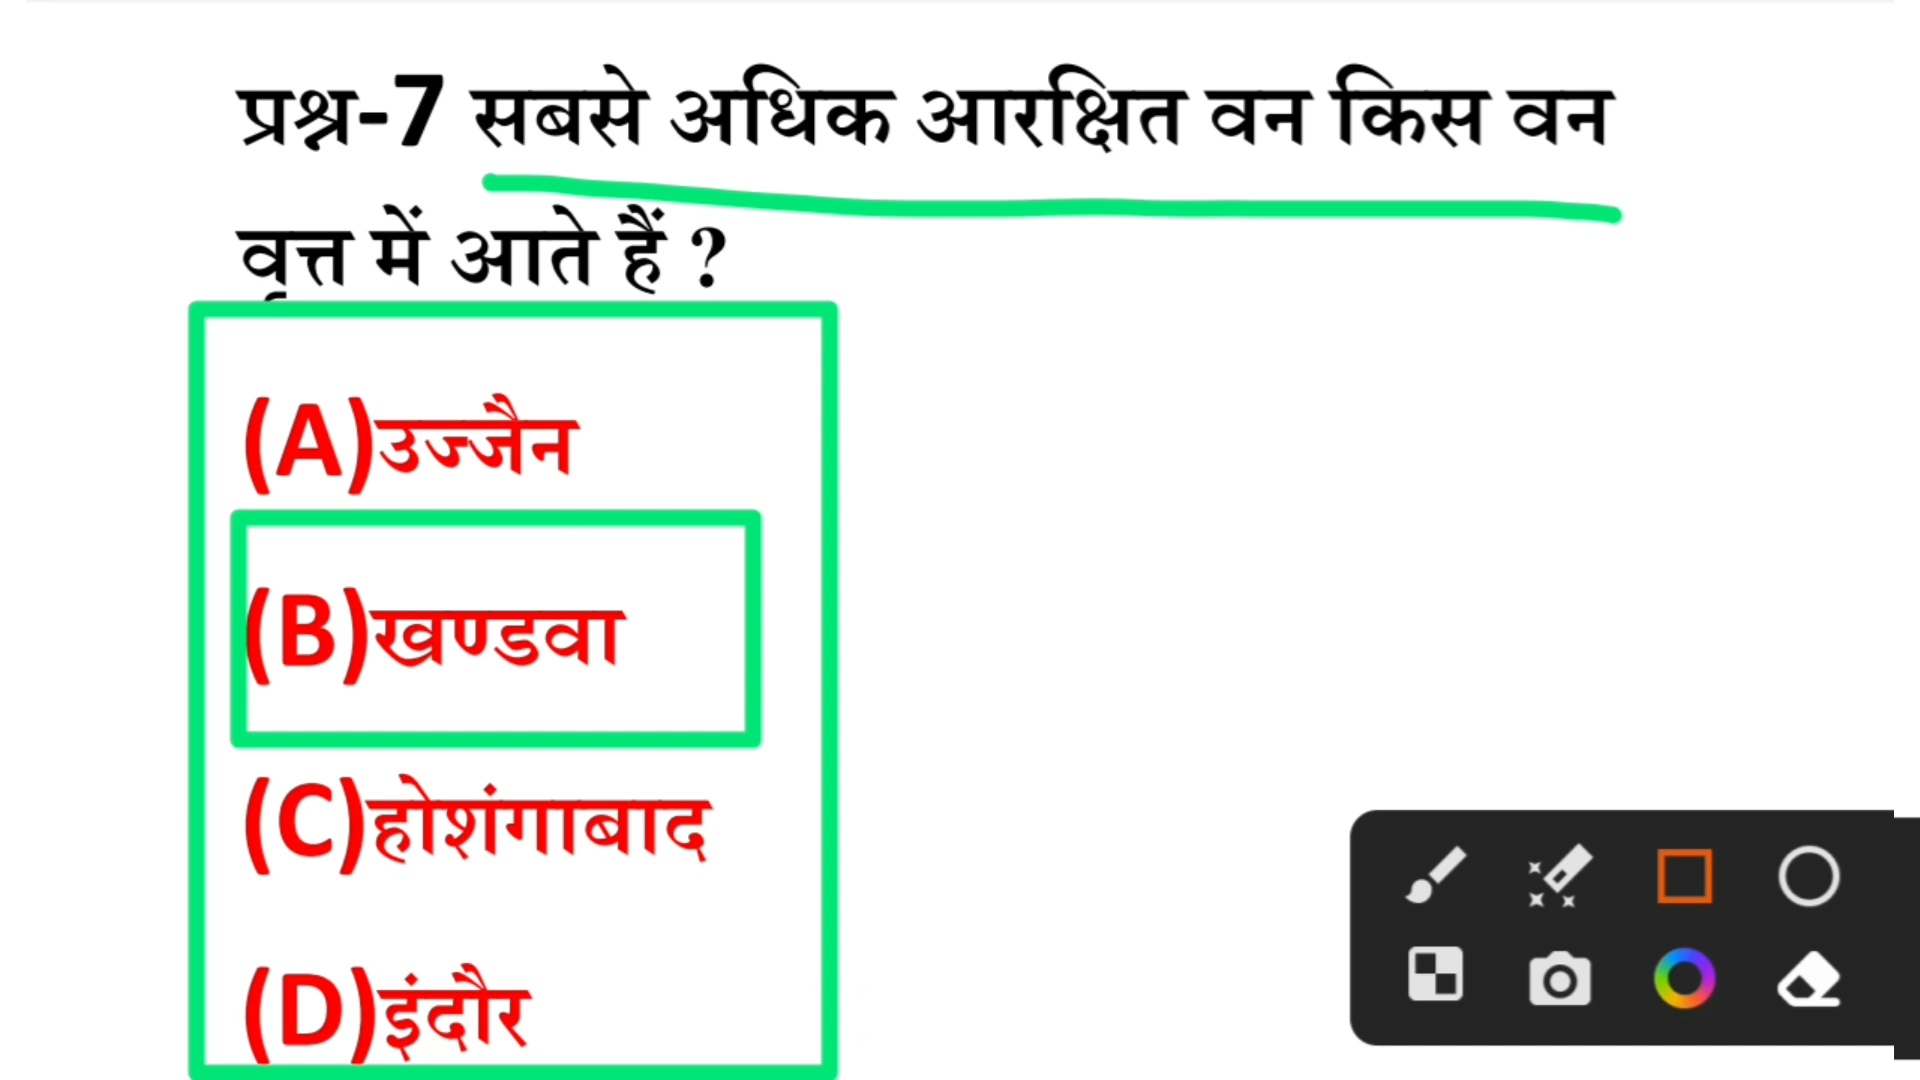 प्रश्न-7 सबसे अधिक आरक्षित वन किस वन
वृत्त में आते हैं ?
(A)उज्जैन
(B)खण्डवा
(C)होशंगाबाद
(D)इंदौर